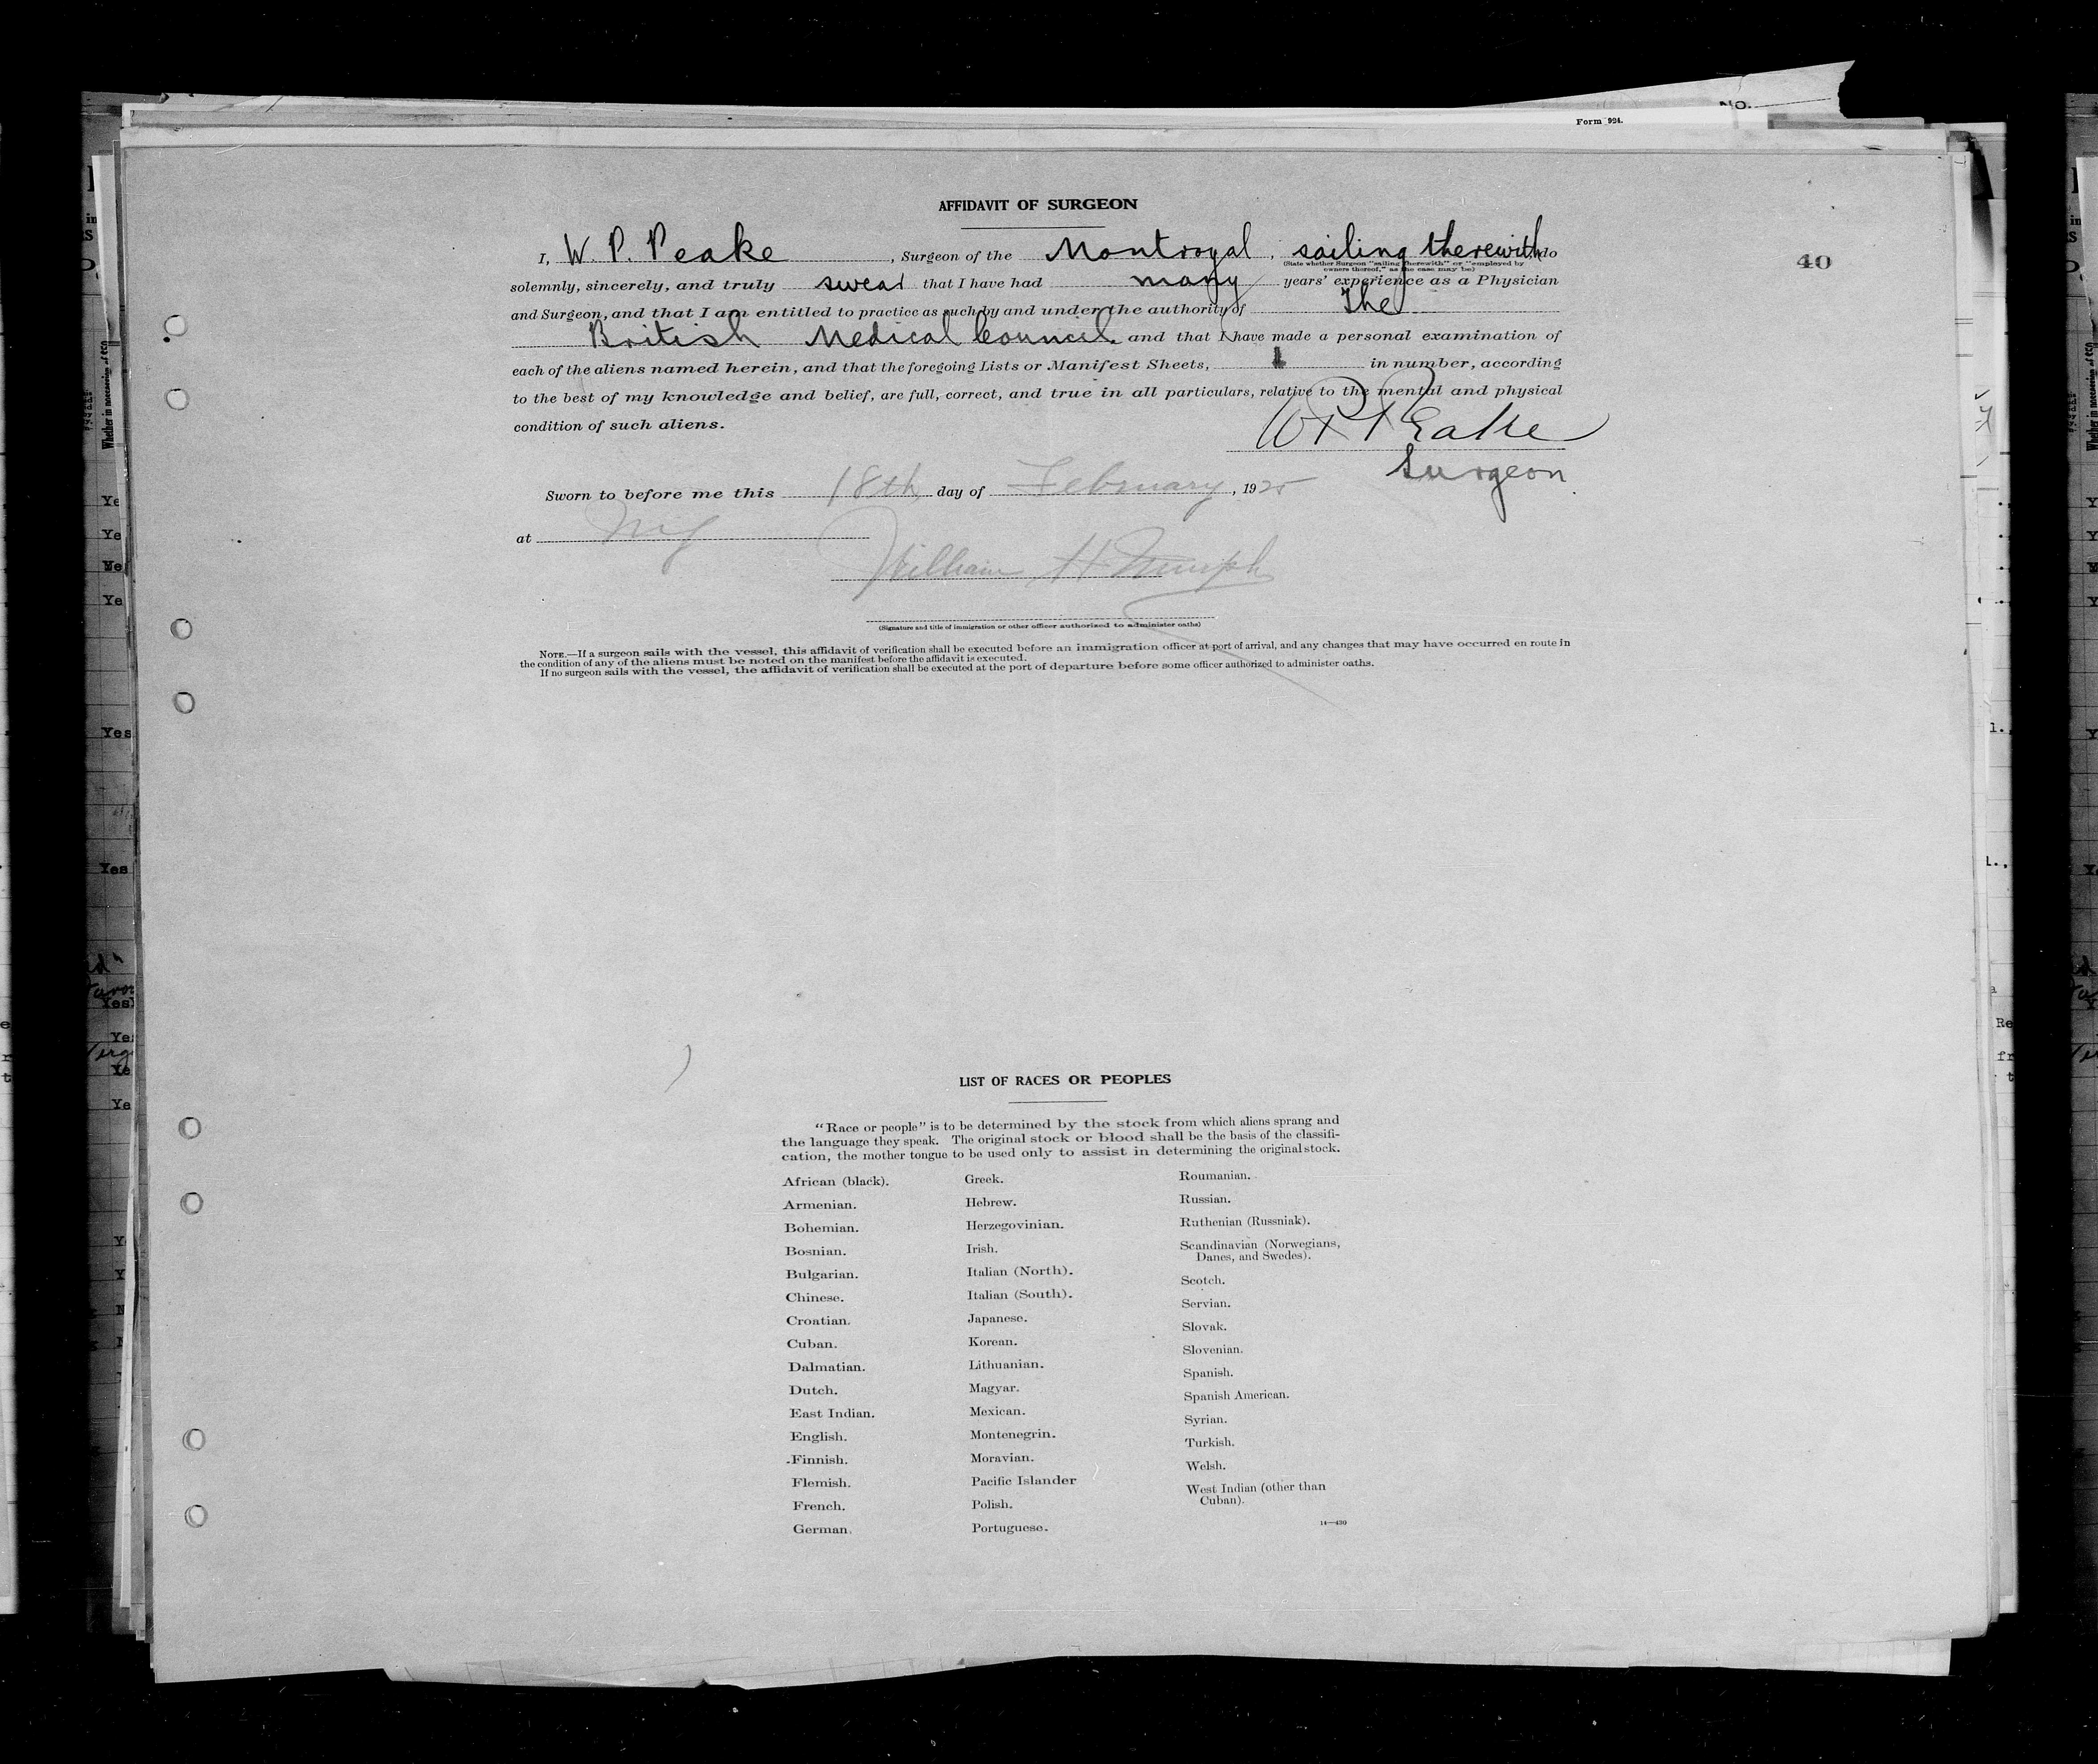 No.
Form 924.
AFFIDAVIT OF SURGEON
40
I, W. P. Peake, Surgeon of the Montroyal, sailing therewith, do
(State whether Surgeon "sailing therewith" or "employed by
owners thereof," as the case may be)
solemnly, sincerely, and truly swear that I have had many years' experience as a Physician
and Surgeon, and that I am entitled to practice as such by and under the authority of The
British Medical Council and that I have made a personal examination of
each of the aliens named herein, and that the foregoing Lists or Manifest Sheets, in number, according
to the best of my knowledge and belief, are full, correct, and true in all particulars, relative to the mental and physical
condition of such aliens.
W P Peake
Surgeon
Sworn to before me this 18th day of February, 1925
at NY
William H
(Signature and title of immigration or other officer authorized to administer oaths)
NOTE.—If a surgeon sails with the vessel, this affidavit of verification shall be executed before an immigration officer at port of arrival, and any changes that may have occurred en route in
the condition of any of the aliens must be noted on the manifest before the affidavit is executed.
If no surgeon sails with the vessel, the affidavit of verification shall be executed at the port of departure before some officer authorized to administer oaths.
LIST OF RACES OR PEOPLES
"Race or people" is to be determined by the stock from which aliens sprang and
the language they speak. The original stock or blood shall be the basis of the classifi-
cation, the mother tongue to be used only to assist in determining the original stock.
African (black).
Armenian.
Bohemian.
Bosnian.
Bulgarian.
Chinese.
Croatian.
Cuban.
Dalmatian.
Dutch.
East Indian.
English.
Finnish.
Flemish.
French.
German.
Greek.
Hebrew.
Herzegovinian.
Irish.
Italian (North).
Italian (South).
Japanese.
Korean.
Lithuanian.
Magyar.
Mexican.
Montenegrin.
Moravian.
Pacific Islander
Polish.
Portuguese.
Roumanian.
Russian.
Ruthenian (Russniak).
Scandinavian (Norwegians,
Danes, and Swedes).
Scotch.
Servian.
Slovak.
Slovenian.
Spanish.
Spanish American.
Syrian.
Turkish.
Welsh.
West Indian (other than
Cuban).
14—430